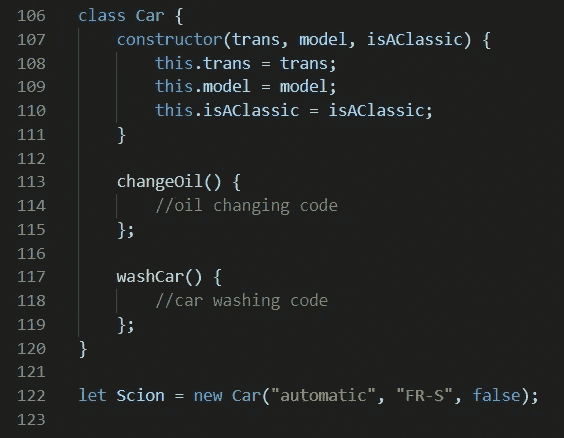 106 class Car {
107     constructor(trans, model, isAClassic) {
108         this.trans = trans;
109         this.model = model;
110         this.isAClassic = isAClassic;
111     }
112
113     changeOil() {
114         //oil changing code
115     };
116
117     washCar() {
118         //car washing code
119     };
120 }
121
122 let Scion = new Car("automatic", "FR-S", false);
123